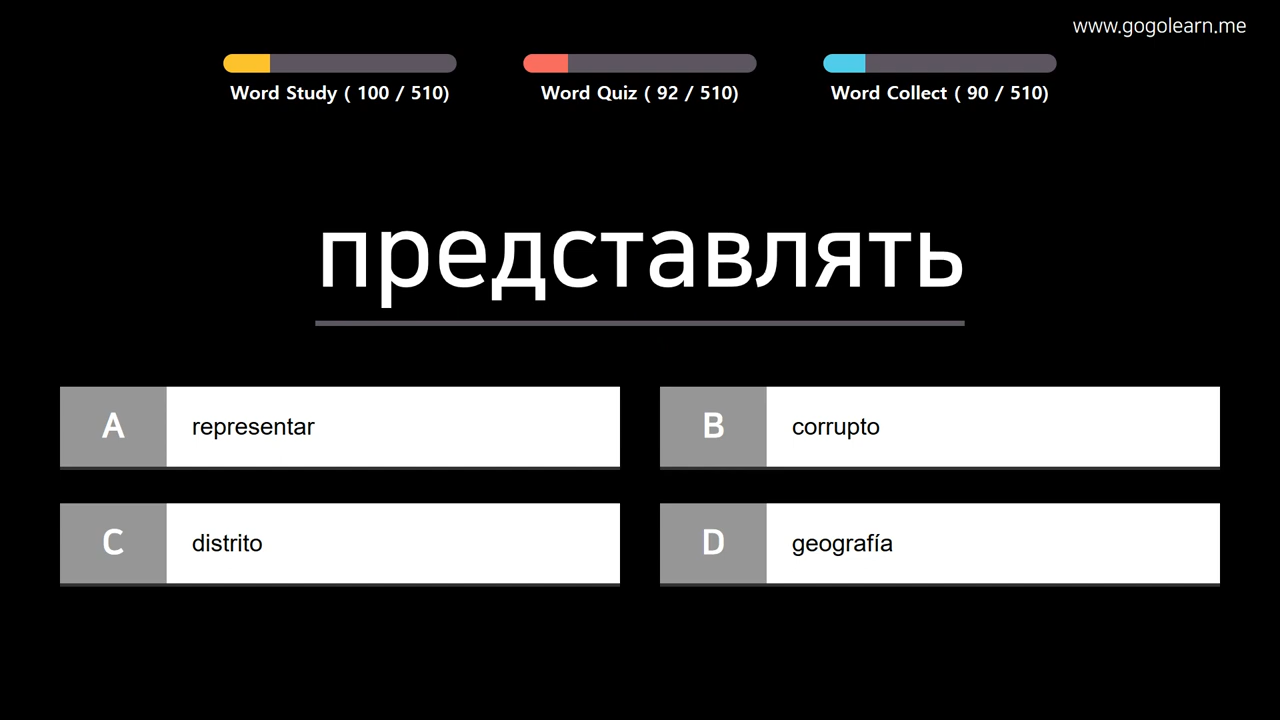 www.gogolearn.me
Word Study ( 100 / 510)
Word Quiz ( 92 / 510)
Word Collect ( 90 / 510)
представлять
A representar
B corrupto
C distrito
D geografía